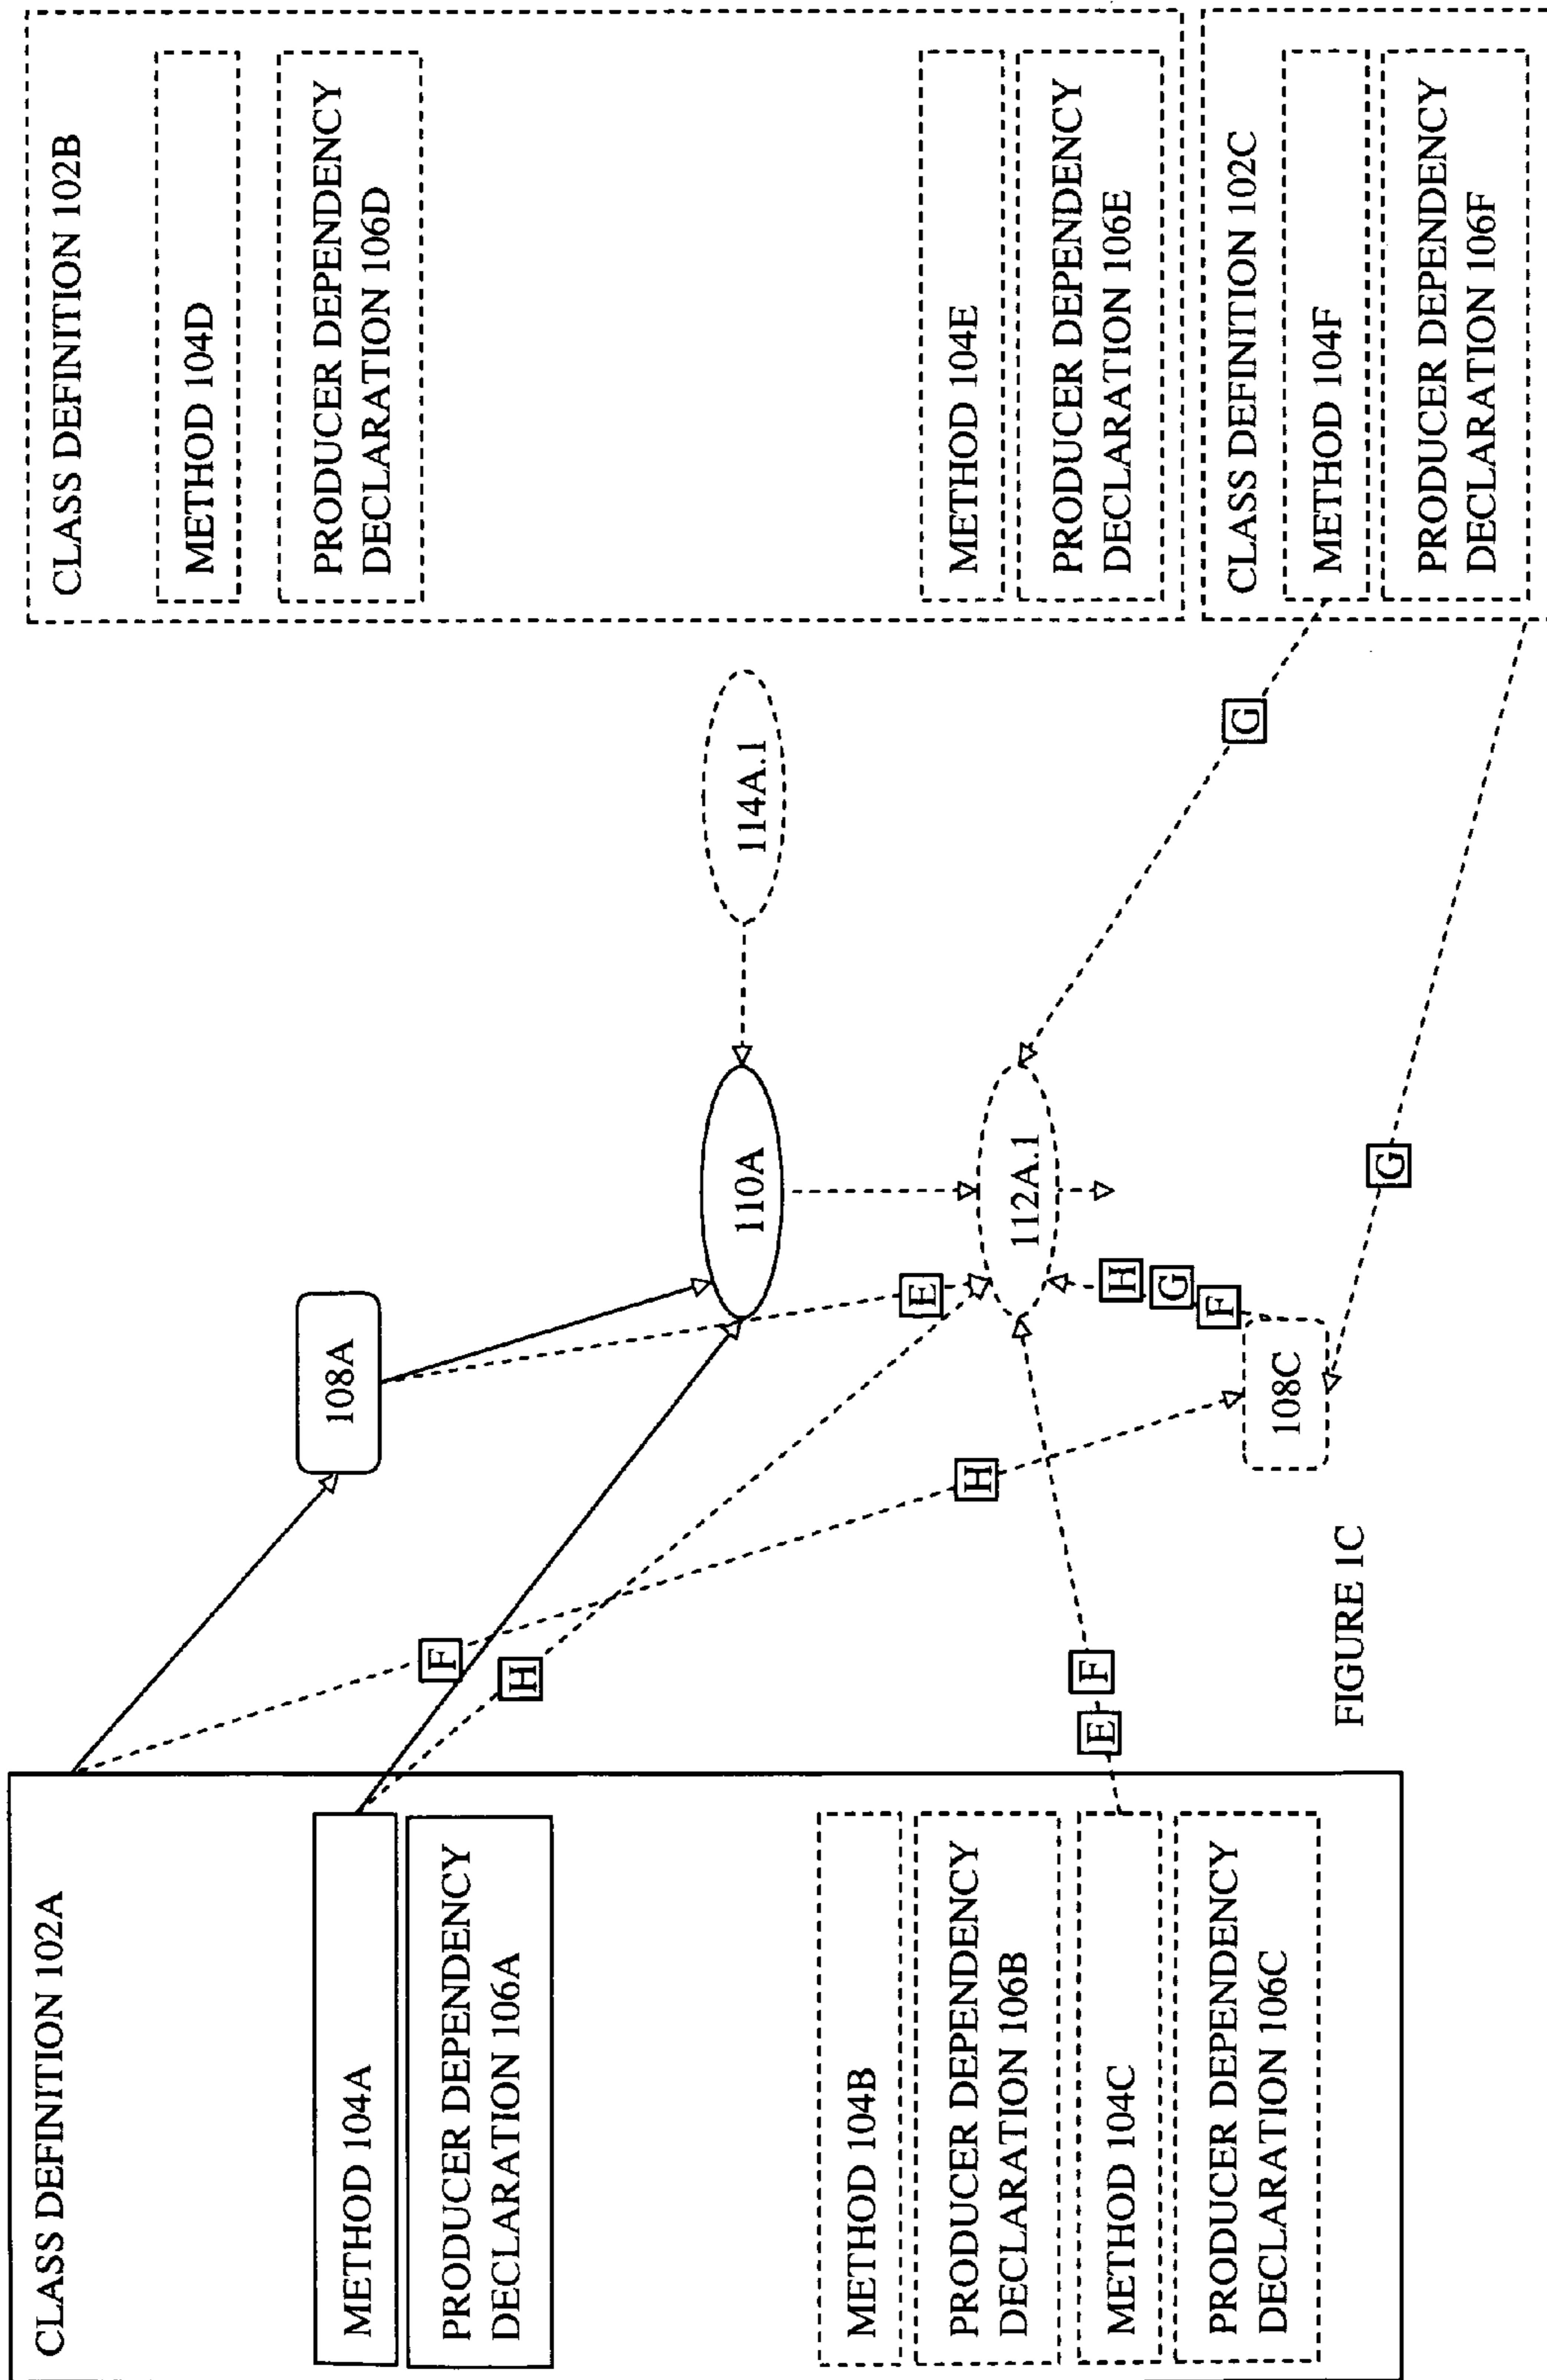 CLASS DEFINITION 102A
METHOD 104A
PRODUCER DEPENDENCY
DECLARATION 106A
METHOD 104B
PRODUCER DEPENDENCY
DECLARATION 106B
METHOD 104C
PRODUCER DEPENDENCY
DECLARATION 106C
108A
F
H
110A
114A.1
E
H
E
F
112A.1
H
G
F
108C
G
G
CLASS DEFINITION 102B
METHOD 104D
PRODUCER DEPENDENCY
DECLARATION 106D
METHOD 104E
PRODUCER DEPENDENCY
DECLARATION 106E
CLASS DEFINITION 102C
METHOD 104F
PRODUCER DEPENDENCY
DECLARATION 106F
FIGURE 1C